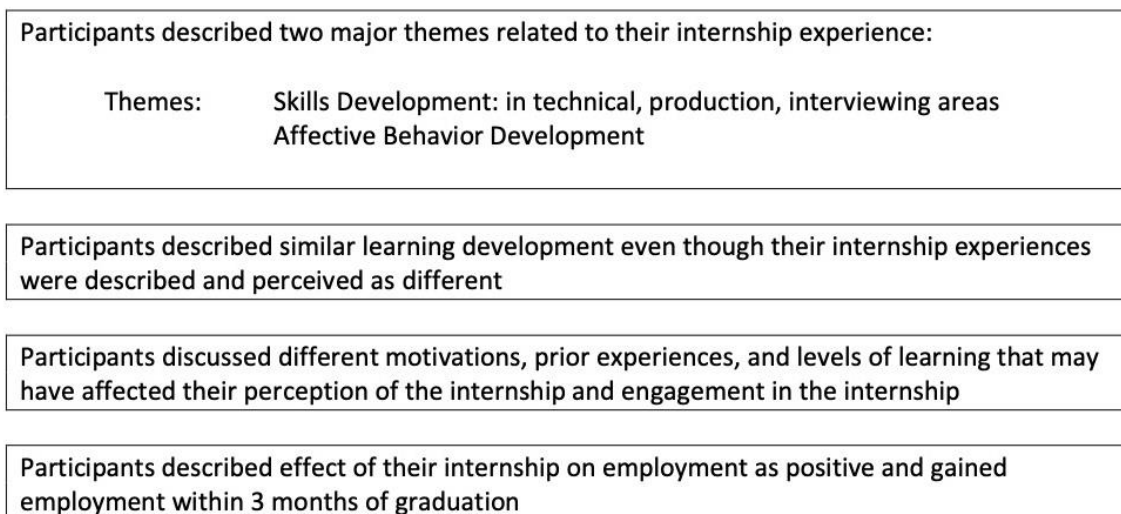 Participants described two major themes related to their internship experience:
Themes: Skills Development: in technical, production, interviewing areas
Affective Behavior Development
Participants described similar learning development even though their internship experiences
were described and perceived as different
Participants discussed different motivations, prior experiences, and levels of learning that may
have affected their perception of the internship and engagement in the internship
Participants described effect of their internship on employment as positive and gained
employment within 3 months of graduation